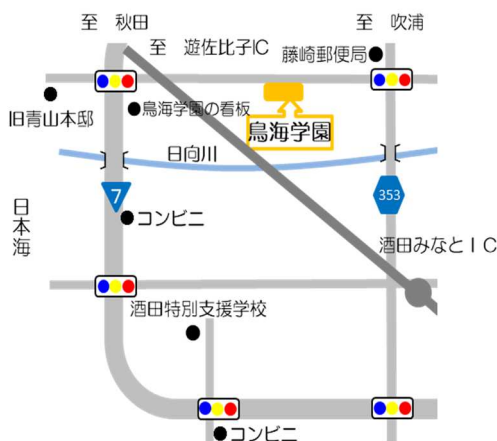 至　秋田
至　吹浦
至　遊佐比子IC
藤崎郵便局
旧青山本邸
鳥海学園の看板
鳥海学園
日向川
7
353
日本海
コンビニ
酒田みなとＩＣ
酒田特別支援学校
コンビニ